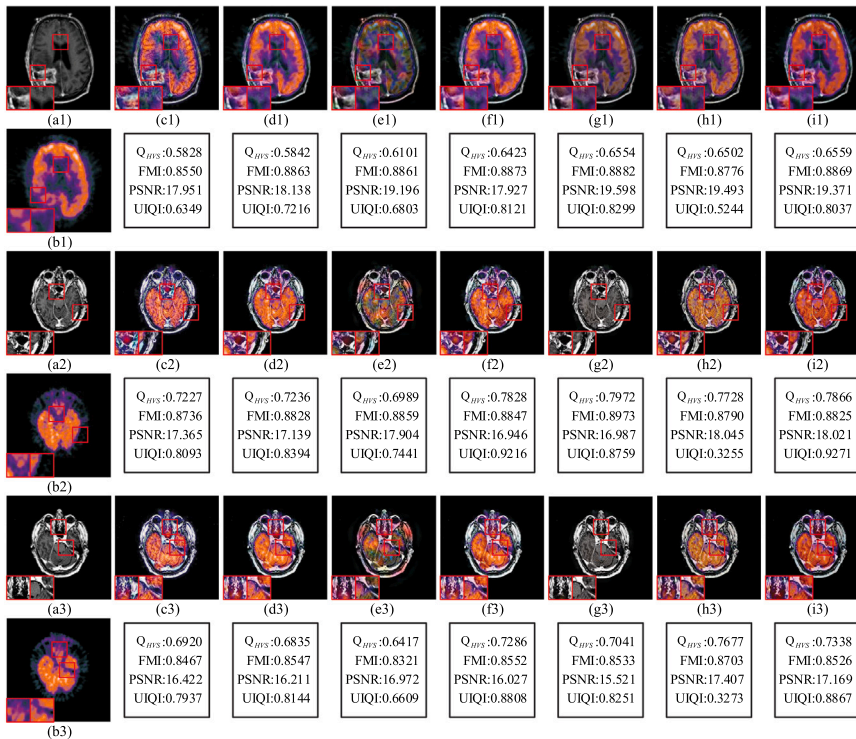 (a1) (c1) (d1) (e1) (f1) (g1) (h1) (i1)
Q_HVS:0.5828
FMI:0.8550
PSNR:17.951
UIQI:0.6349
Q_HVS:0.5842
FMI:0.8863
PSNR:18.138
UIQI:0.7216
Q_HVS:0.6101
FMI:0.8861
PSNR:19.196
UIQI:0.6803
Q_HVS:0.6423
FMI:0.8873
PSNR:17.927
UIQI:0.8121
Q_HVS:0.6554
FMI:0.8882
PSNR:19.598
UIQI:0.8299
Q_HVS:0.6502
FMI:0.8776
PSNR:19.493
UIQI:0.5244
Q_HVS:0.6559
FMI:0.8869
PSNR:19.371
UIQI:0.8037
(b1)
(a2) (c2) (d2) (e2) (f2) (g2) (h2) (i2)
Q_HVS:0.7227
FMI:0.8736
PSNR:17.365
UIQI:0.8093
Q_HVS:0.7236
FMI:0.8828
PSNR:17.139
UIQI:0.8394
Q_HVS:0.6989
FMI:0.8859
PSNR:17.904
UIQI:0.7441
Q_HVS:0.7828
FMI:0.8847
PSNR:16.946
UIQI:0.9216
Q_HVS:0.7972
FMI:0.8973
PSNR:16.987
UIQI:0.8759
Q_HVS:0.7728
FMI:0.8790
PSNR:18.045
UIQI:0.3255
Q_HVS:0.7866
FMI:0.8825
PSNR:18.021
UIQI:0.9271
(b2)
(a3) (c3) (d3) (e3) (f3) (g3) (h3) (i3)
Q_HVS:0.6920
FMI:0.8467
PSNR:16.422
UIQI:0.7937
Q_HVS:0.6835
FMI:0.8547
PSNR:16.211
UIQI:0.8144
Q_HVS:0.6417
FMI:0.8321
PSNR:16.972
UIQI:0.6609
Q_HVS:0.7286
FMI:0.8552
PSNR:16.027
UIQI:0.8808
Q_HVS:0.7041
FMI:0.8533
PSNR:15.521
UIQI:0.8251
Q_HVS:0.7677
FMI:0.8703
PSNR:17.407
UIQI:0.3273
Q_HVS:0.7338
FMI:0.8526
PSNR:17.169
UIQI:0.8867
(b3)